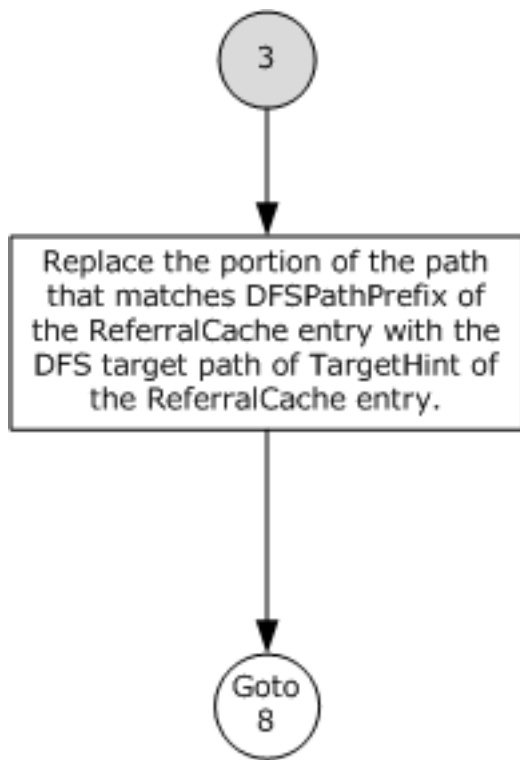 3
Replace the portion of the path
that matches DFSPathPrefix of
the ReferralCache entry with the
DFS target path of TargetHint of
the ReferralCache entry.
Goto
8